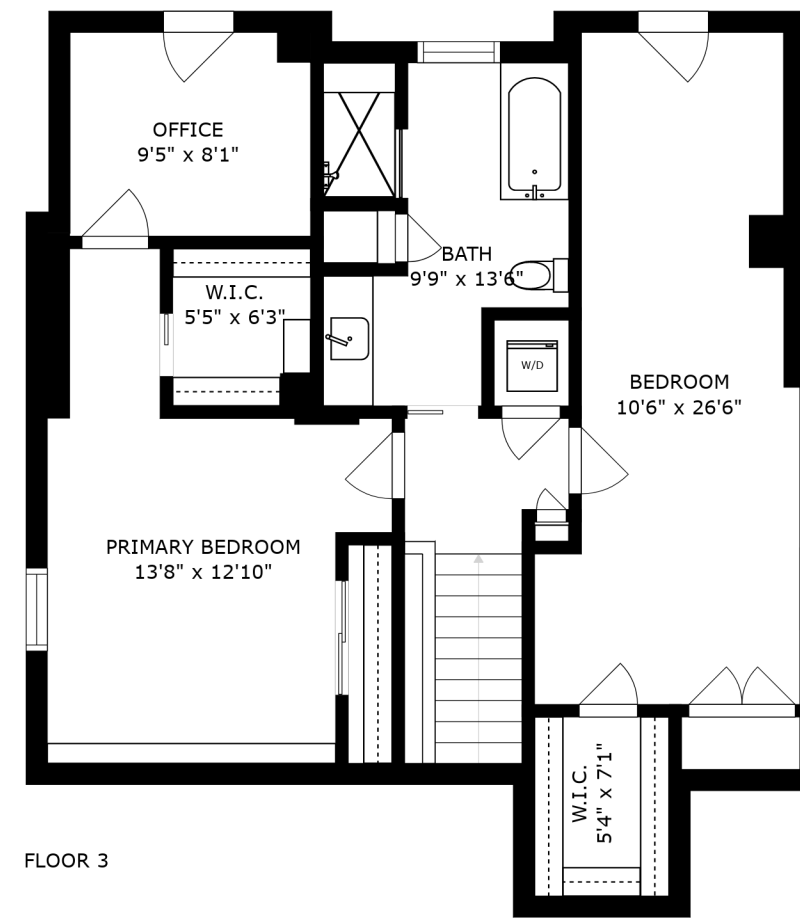 OFFICE
9'5" x 8'1"
BATH
9'9" x 13'6"
W.I.C.
5'5" x 6'3"
W/D
BEDROOM
10'6" x 26'6"
PRIMARY BEDROOM
13'8" x 12'10"
W.I.C.
5'4" x 7'1"
FLOOR 3